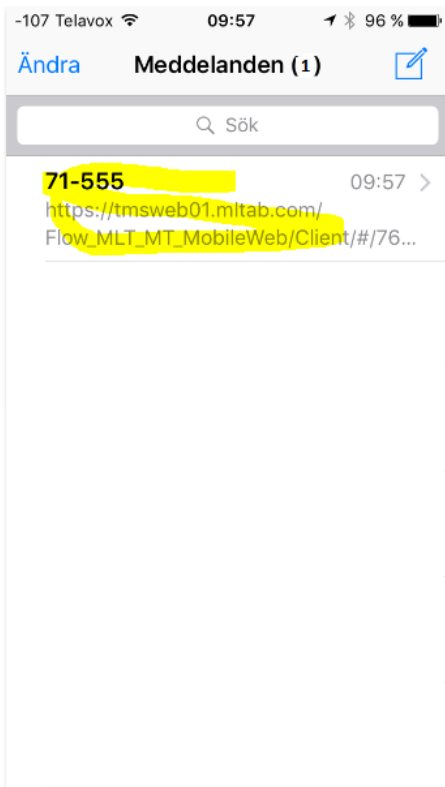 -107 Telavox 09:57 96 %
Ändra Meddelanden (1)
Sök
71-555 09:57
https://tmsweb01.mltab.com/
Flow_MLT_MT_MobileWeb/Client/#/76...